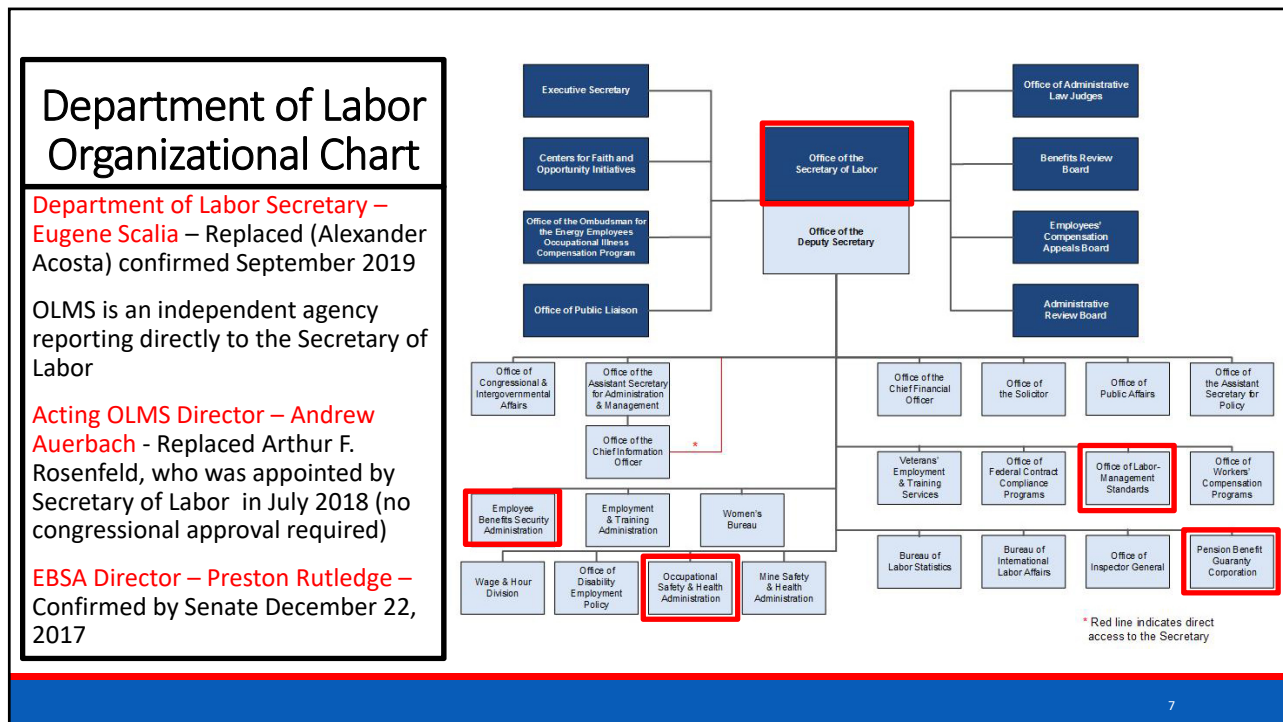 Department of Labor
Organizational Chart
Department of Labor Secretary –
Eugene Scalia – Replaced (Alexander
Acosta) confirmed September 2019
OLMS is an independent agency
reporting directly to the Secretary of
Labor
Acting OLMS Director – Andrew
Auerbach - Replaced Arthur F.
Rosenfeld, who was appointed by
Secretary of Labor in July 2018 (no
congressional approval required)
EBSA Director – Preston Rutledge –
Confirmed by Senate December 22,
2017
Executive Secretary
Centers for Faith and
Opportunity Initiatives
Office of the Ombudsman for
the Energy Employees
Occupational Illness
Compensation Program
Office of Public Liaison
Office of the
Secretary of Labor
Office of the
Deputy Secretary
Office of Administrative
Law Judges
Benefits Review
Board
Employees'
Compensation
Appeals Board
Administrative
Review Board
Office of
Congressional &
Intergovernmental
Affairs
Office of the
Assistant Secretary
for Administration
& Management
Office of the
Chief Information
Officer
*
Office of the
Chief Financial
Officer
Office of
the Solicitor
Office of
Public Affairs
Office of
the Assistant
Secretary for
Policy
Veterans'
Employment
& Training
Services
Office of
Federal Contract
Compliance
Programs
Office of Labor-
Management
Standards
Office of
Workers'
Compensation
Programs
Employee
Benefits Security
Administration
Employment
& Training
Administration
Women's
Bureau
Bureau of
Labor Statistics
Bureau of
International
Labor Affairs
Office of
Inspector General
Pension Benefit
Guaranty
Corporation
Wage & Hour
Division
Office of
Disability
Employment
Policy
Occupational
Safety & Health
Administration
Mine Safety
& Health
Administration
* Red line indicates direct
access to the Secretary
7